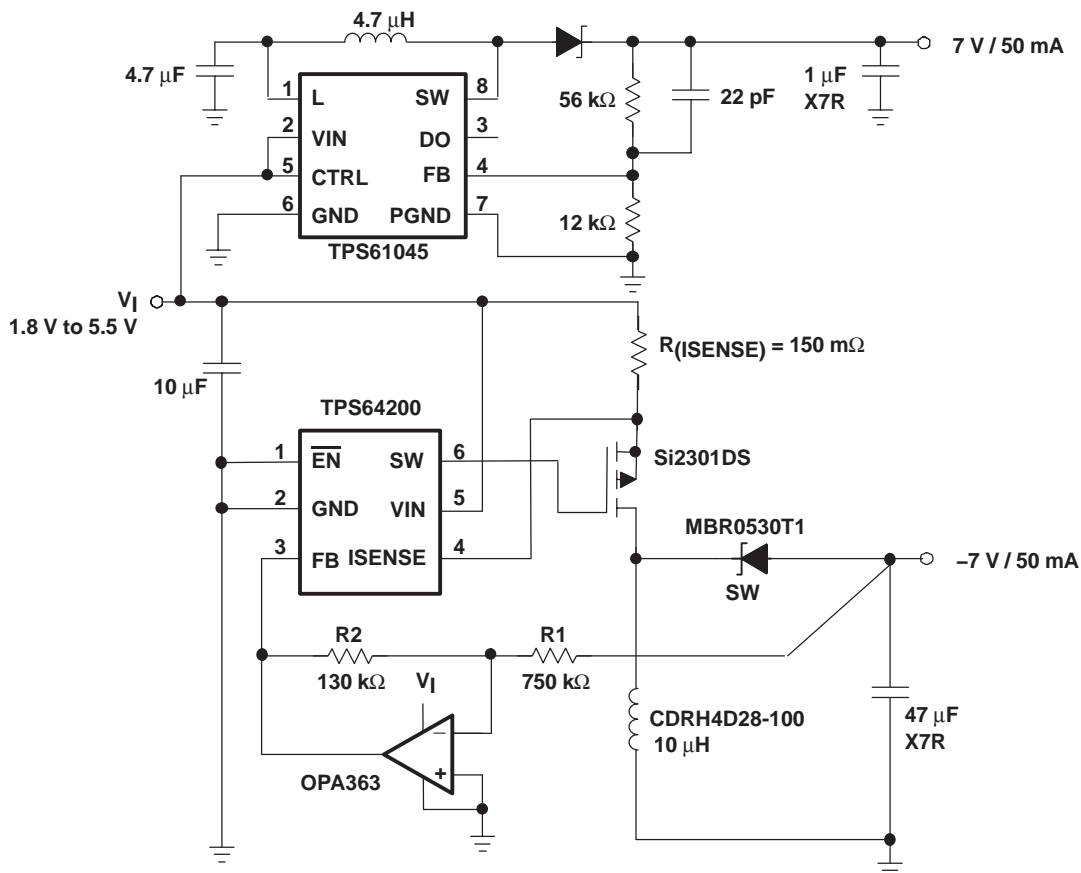 4.7 μH
7 V / 50 mA
4.7 μF
1 L
SW 8
56 kΩ
22 pF
1 μF
X7R
2 VIN
DO 3
5 CTRL
FB 4
6 GND
PGND 7
12 kΩ
TPS61045
VI
1.8 V to 5.5 V
R(ISENSE) = 150 mΩ
10 μF
TPS64200
1 EN
SW 6
Si2301DS
2 GND
VIN 5
MBR0530T1
3 FB
ISENSE 4
–7 V / 50 mA
SW
R2
R1
130 kΩ
750 kΩ
VI
CDRH4D28-100
10 μH
47 μF
X7R
–
+
OPA363